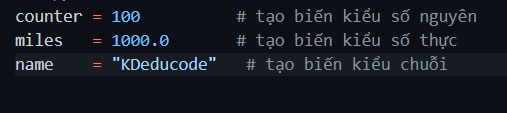 counter = 100 # tạo biến kiểu số nguyên
miles = 1000.0 # tạo biến kiểu số thực
name = "KDeducode" # tạo biến kiểu chuỗi